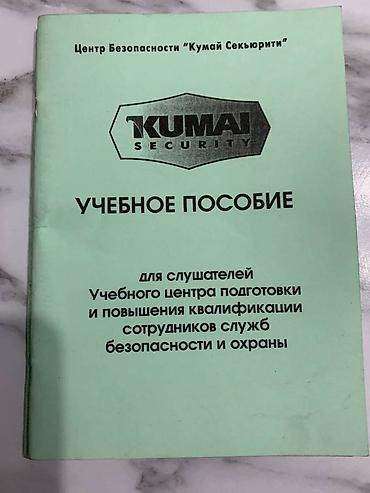 Центр Безопасности "Кумай Секьюрити"
KUMAI
SECURITY
УЧЕБНОЕ ПОСОБИЕ
для слушателей
Учебного центра подготовки
и повышения квалификации
сотрудников служб
безопасности и охраны